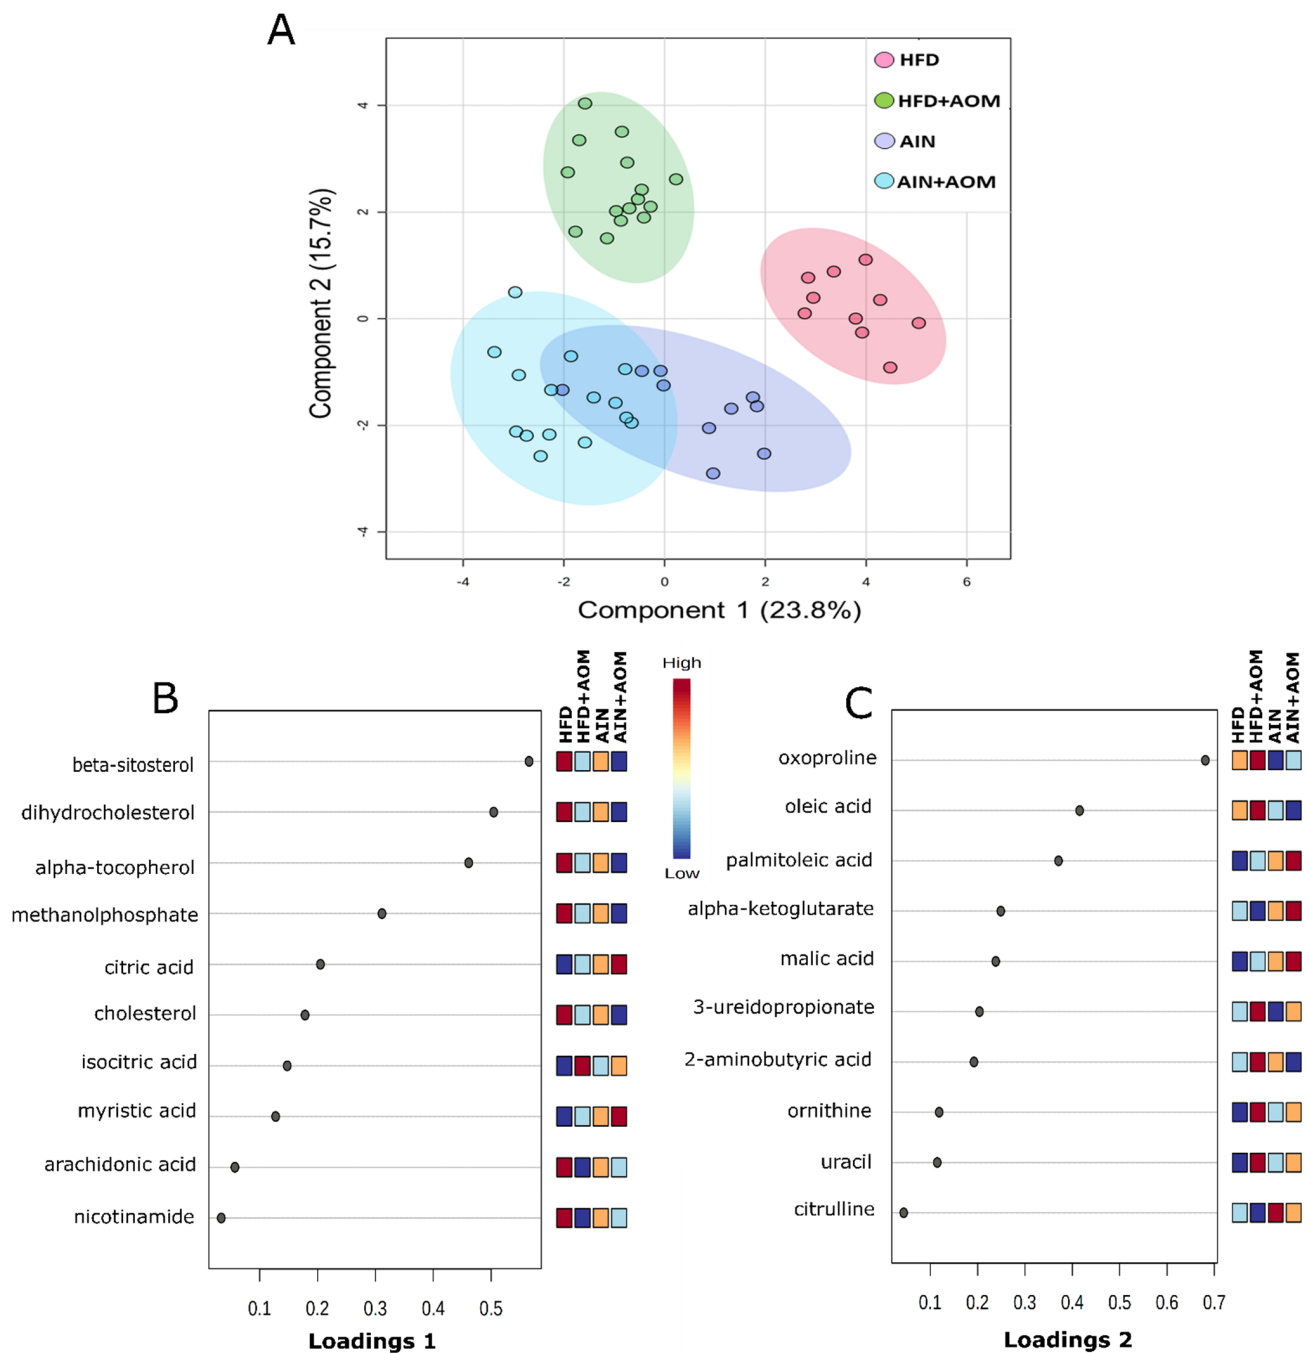 A
HFD
HFD+AOM
AIN
AIN+AOM
4
2
0
-2
-4
Component 2 (15.7%)
-4
-2
0
2
4
6
Component 1 (23.8%)
B
HFD
HFD+AOM
AIN
AIN+AOM
beta-sitosterol
dihydrocholesterol
alpha-tocopherol
methanolphosphate
citric acid
cholesterol
isocitric acid
myristic acid
arachidonic acid
nicotinamide
0.1
0.2
0.3
0.4
0.5
Loadings 1
High
Low
C
HFD
HFD+AOM
AIN
AIN+AOM
oxoproline
oleic acid
palmitoleic acid
alpha-ketoglutarate
malic acid
3-ureidopropionate
2-aminobutyric acid
ornithine
uracil
citrulline
0.1
0.2
0.3
0.4
0.5
0.6
0.7
Loadings 2